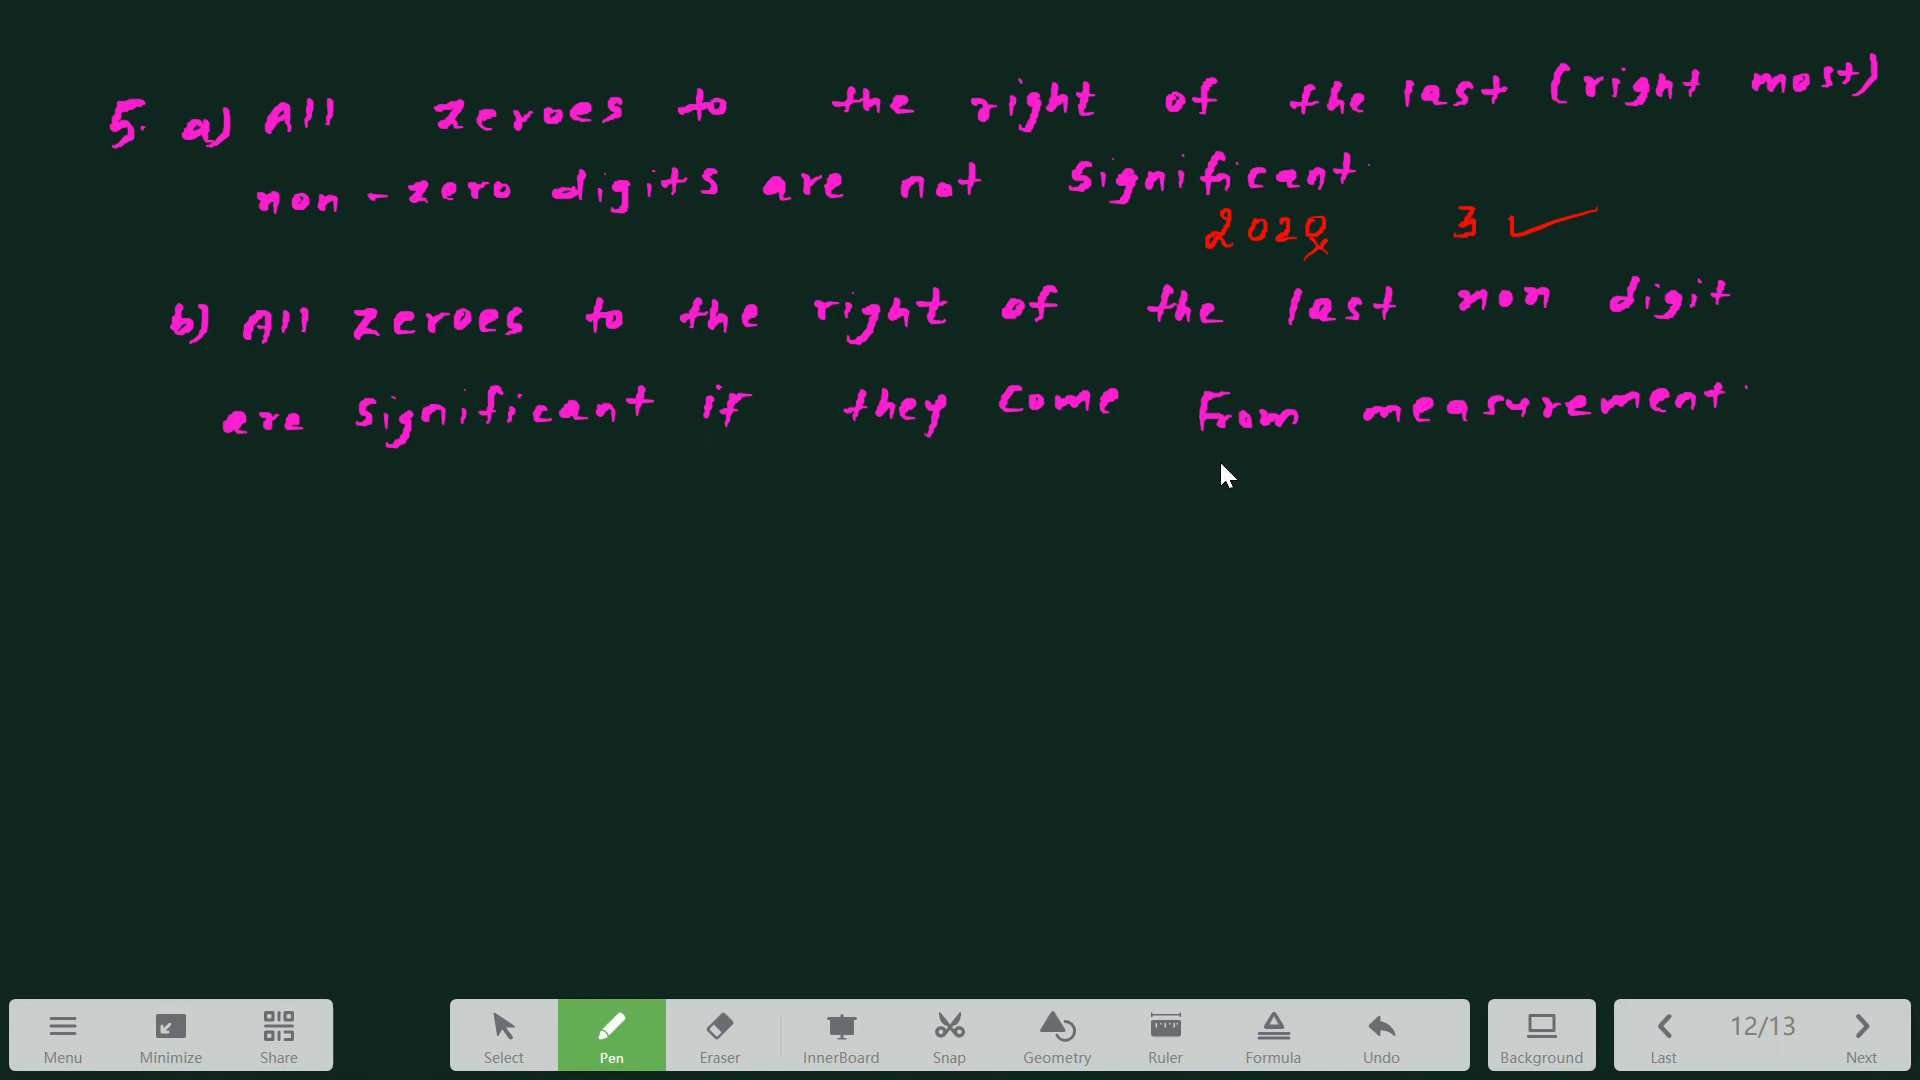 5. a) All zeroes to the right of the last (right most)
non-zero digits are not significant.
2020 3
b) All zeroes to the right of the last non digit
are significant if they come From measurement.
Menu Minimize Share Select Pen Eraser InnerBoard Snap Geometry Ruler Formula Undo Background Last 12/13 Next